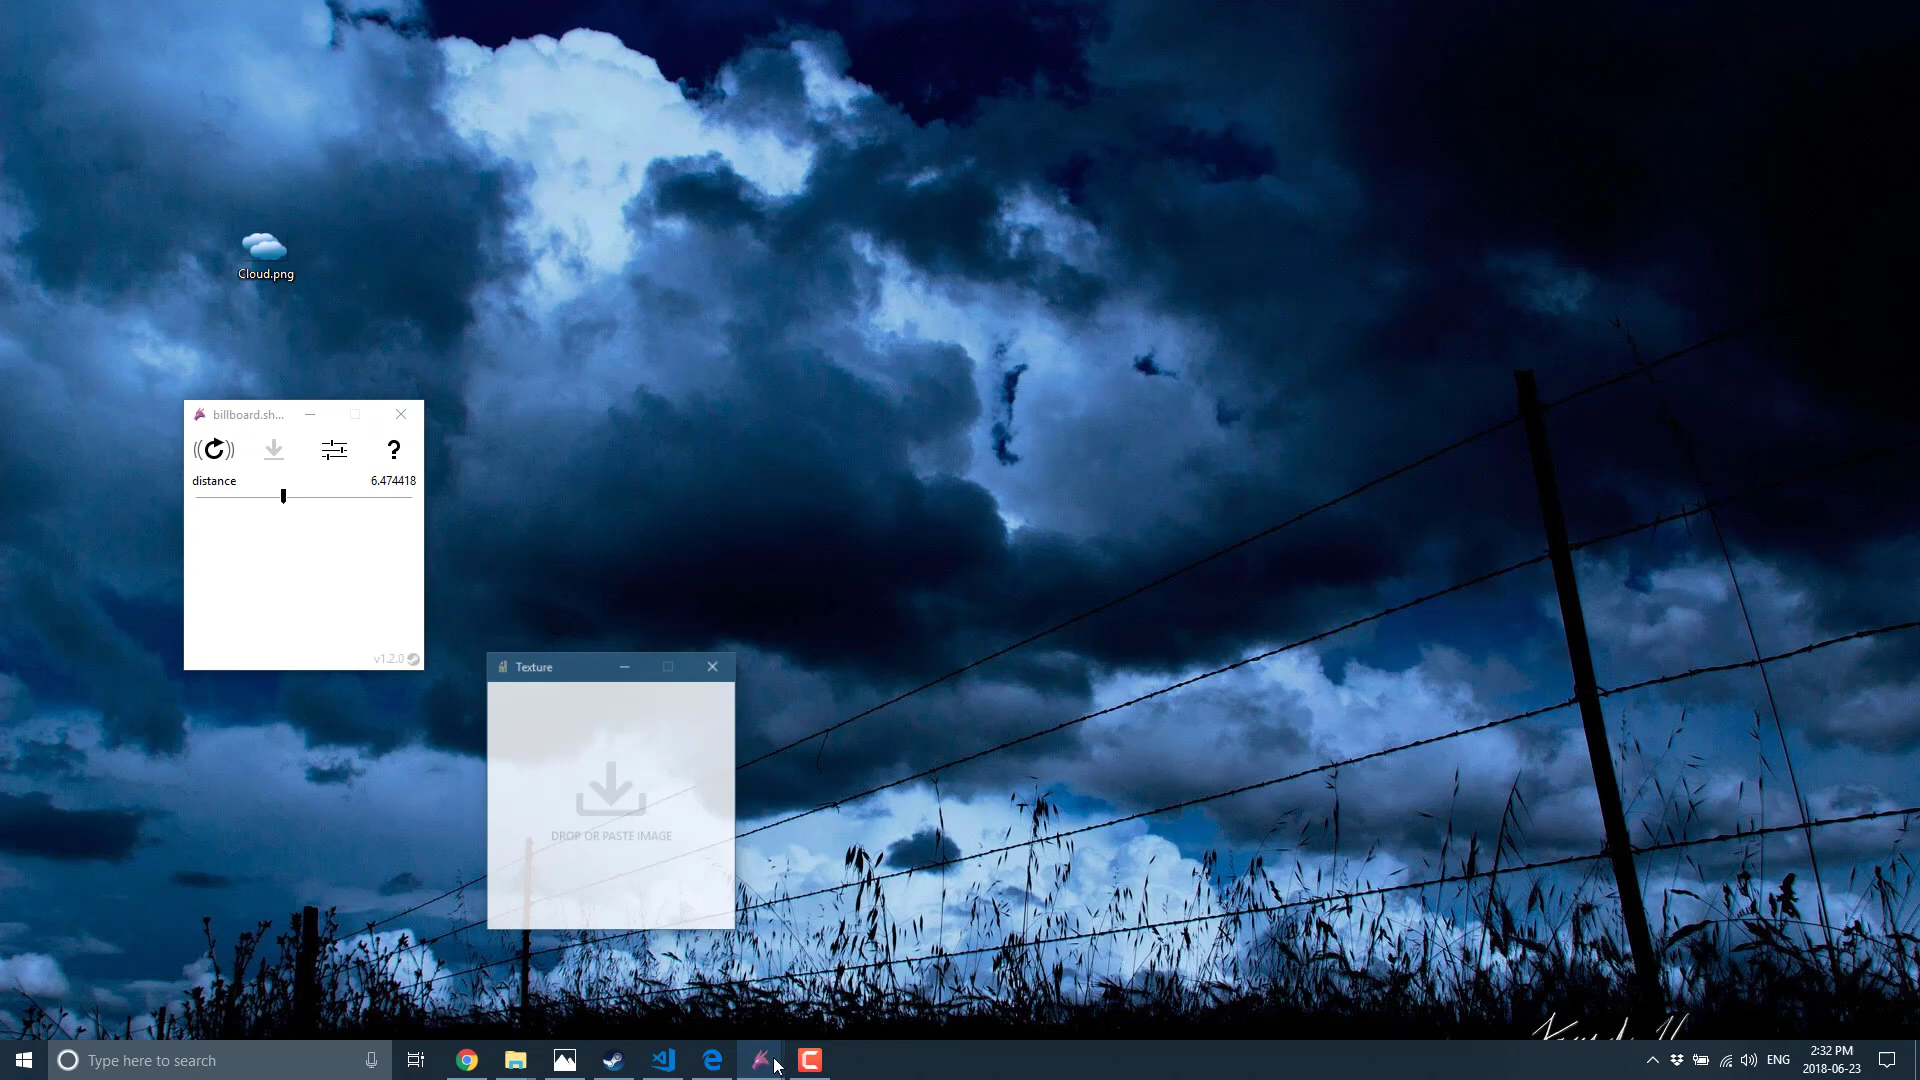 Cloud.png
billboard.sh...
?
distance 6.474418
v1.2.0
Texture
DROP OR PASTE IMAGE
Type here to search
ENG
2:32 PM
2018-06-23